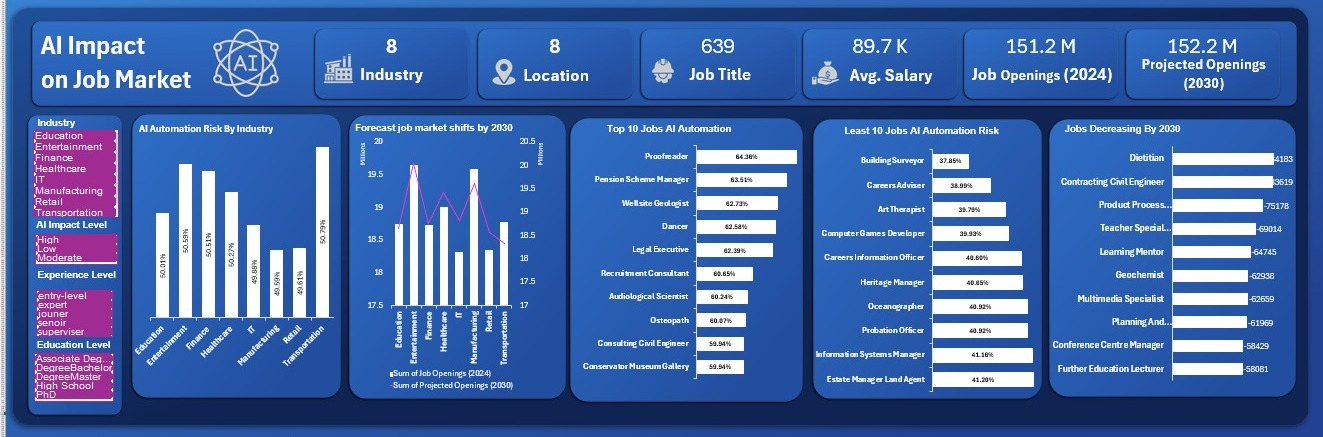 AI Impact
on Job Market
AI
8
Industry
8
Location
639
Job Title
89.7 K
Avg. Salary
151.2 M
Job Openings (2024)
152.2 M
Projected Openings
(2030)
Industry
Education
Entertainment
Finance
Healthcare
IT
Manufacturing
Retail
Transportation
AI Impact Level
High
Low
Moderate
Experience Level
entry-level
expert
jouner
senoir
superviser
Education Level
Associate Deg...
DegreeBachelor
DegreeMaster
High School
PhD
AI Automation Risk By Industry
50.01%
50.59%
50.51%
50.27%
49.88%
49.59%
49.61%
50.79%
Education
Entertainment
Finance
Healthcare
IT
Manufacturing
Retail
Transportation
Forecast job market shifts by 2030
20
19.5
19
18.5
18
17.5
Millions
20.5
20
19.5
19
18.5
18
17.5
17
Millions
Education
Entertainment
Finance
Healthcare
IT
Manufacturing
Retail
Transportation
Sum of Job Openings (2024)
Sum of Projected Openings (2030)
Top 10 Jobs AI Automation
Proofreader 64.36%
Pension Scheme Manager 63.51%
Wellsite Geologist 62.73%
Dancer 62.58%
Legal Executive 62.39%
Recruitment Consultant 60.65%
Audiological Scientist 60.24%
Osteopath 60.07%
Consulting Civil Engineer 59.94%
Conservator Museum Gallery 59.94%
Least 10 Jobs AI Automation Risk
Building Surveyor 37.85%
Careers Adviser 38.99%
Art Therapist 39.79%
Computer Games Developer 39.93%
Careers Information Officer 40.60%
Heritage Manager 40.65%
Oceanographer 40.92%
Probation Officer 40.92%
Information Systems Manager 41.16%
Estate Manager Land Agent 41.20%
Jobs Decreasing By 2030
Dietitian 4183
Contracting Civil Engineer 3619
Product Process... -75178
Teacher Special... -69014
Learning Mentor -64745
Geochemist -62938
Multimedia Specialist -62659
Planning And... -61969
Conference Centre Manager -58429
Further Education Lecturer -58081